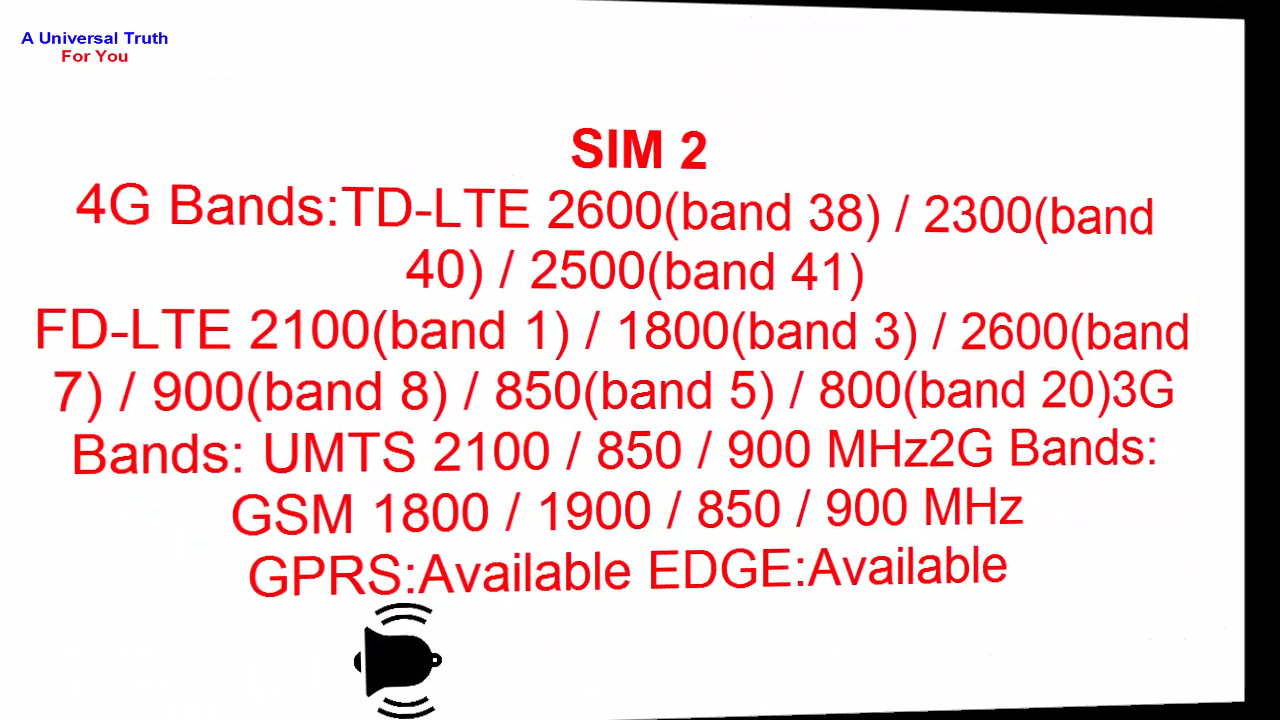 A Universal Truth
For You
SIM 2
4G Bands:TD-LTE 2600(band 38) / 2300(band
40) / 2500(band 41)
FD-LTE 2100(band 1) / 1800(band 3) / 2600(band
7) / 900(band 8) / 850(band 5) / 800(band 20)3G
Bands: UMTS 2100 / 850 / 900 MHz2G Bands:
GSM 1800 / 1900 / 850 / 900 MHz
GPRS:Available EDGE:Available